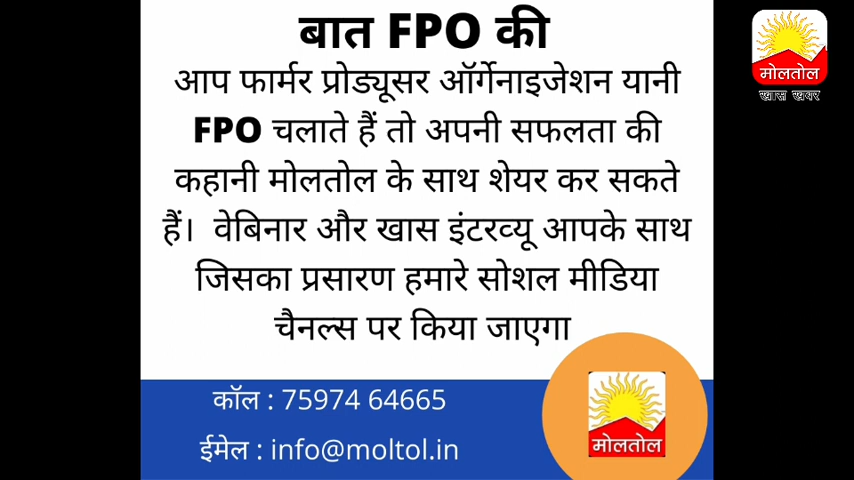 बात FPO की
आप फार्मर प्रोड्यूसर ऑर्गेनाइजेशन यानी
FPO चलाते हैं तो अपनी सफलता की
कहानी मोलतोल के साथ शेयर कर सकते
हैं। वेबिनार और खास इंटरव्यू आपके साथ
जिसका प्रसारण हमारे सोशल मीडिया
चैनल्स पर किया जाएगा
कॉल : 75974 64665
ईमेल : info@moltol.in
मोलतोल
मोलतोल
खास खबर